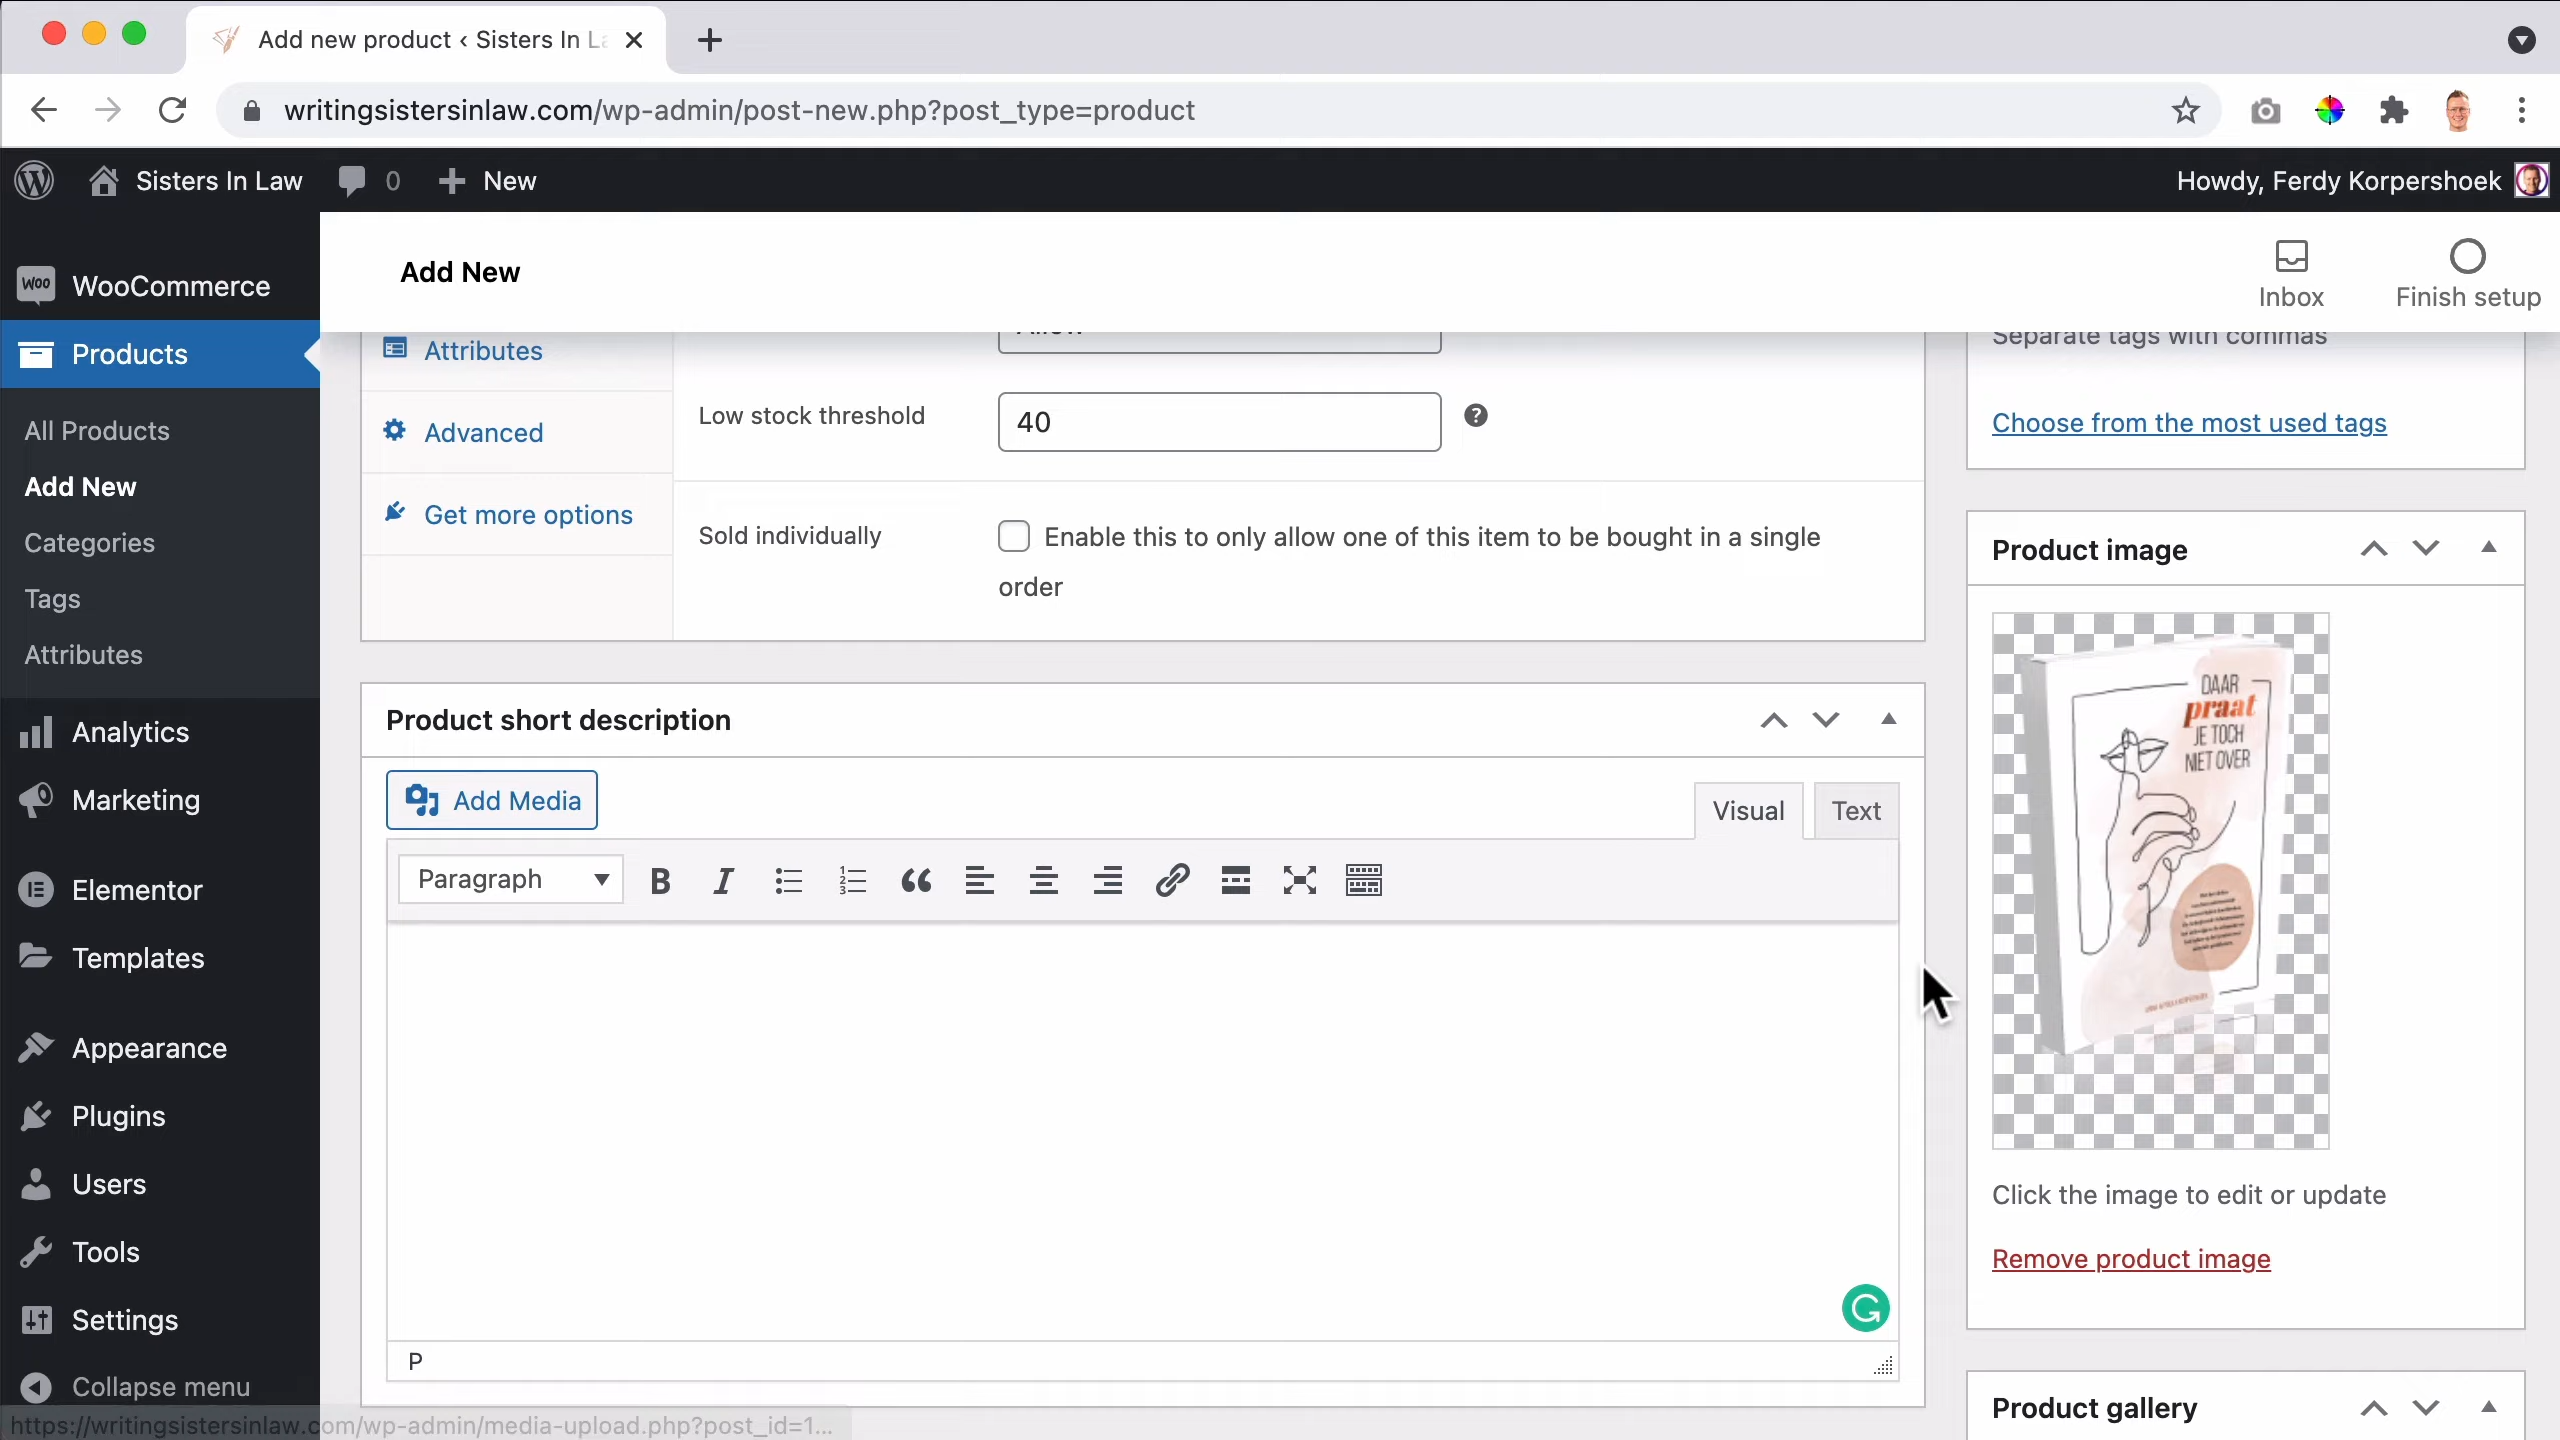 Add new product ‹ Sisters In La
writingsistersinlaw.com/wp-admin/post-new.php?post_type=product
Sisters In Law
0
New
Howdy, Ferdy Korpershoek
WooCommerce
Products
All Products
Add New
Categories
Tags
Attributes
Analytics
Marketing
Elementor
Templates
Appearance
Plugins
Users
Tools
Settings
Collapse menu
Add New
Inbox
Finish setup
Attributes
Advanced
Get more options
Low stock threshold
40
Sold individually
Enable this to only allow one of this item to be bought in a single
order
Product short description
Add Media
Visual
Text
Paragraph
P
Separate tags with commas
Choose from the most used tags
Product image
DAAR
praat
JE TOCH
NIET OVER
Click the image to edit or update
Remove product image
Product gallery
https://writingsistersinlaw.com/wp-admin/media-upload.php?post_id=1...